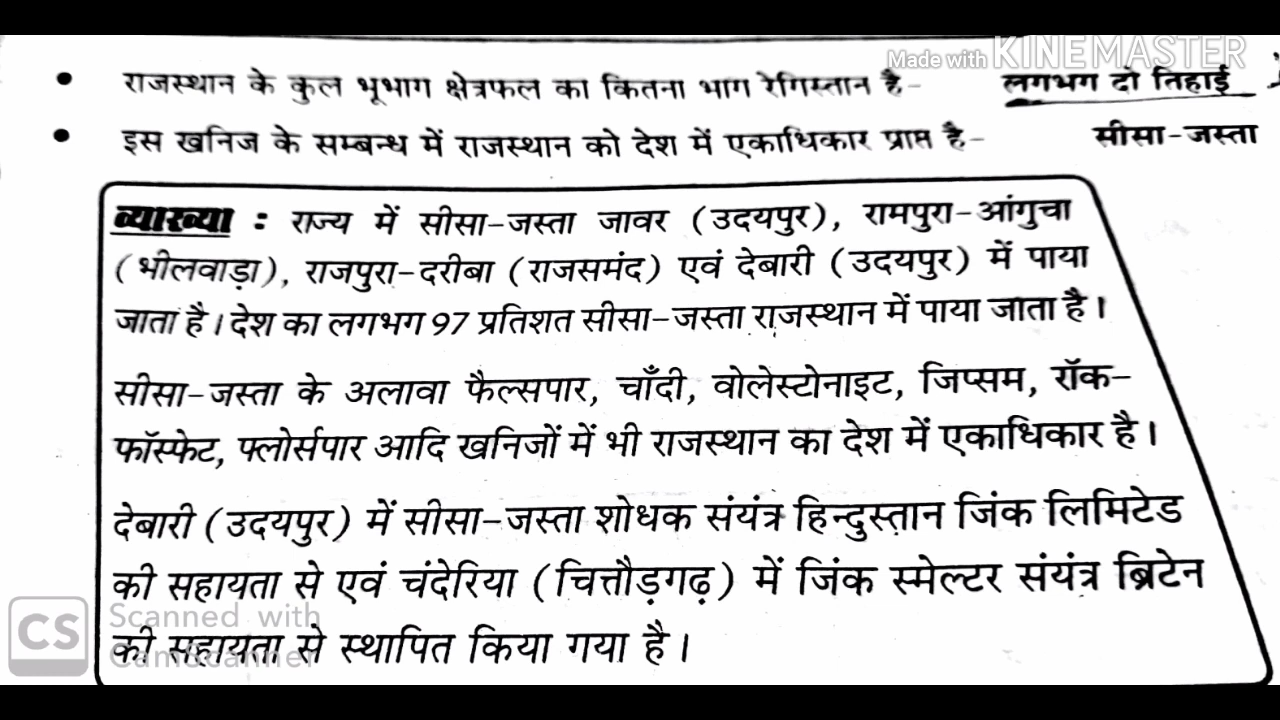 Made with KINEMASTER
• राजस्थान के कुल भूभाग क्षेत्रफल का कितना भाग रेगिस्तान है- लगभग दो तिहाई
• इस खनिज के सम्बन्ध में राजस्थान को देश में एकाधिकार प्राप्त है- सीसा-जस्ता
व्याख्या : राज्य में सीसा-जस्ता जावर (उदयपुर), रामपुरा-आंगुचा
(भीलवाड़ा), राजपुरा-दरीबा (राजसमंद) एवं देबारी (उदयपुर) में पाया
जाता है। देश का लगभग 97 प्रतिशत सीसा-जस्ता राजस्थान में पाया जाता है।
सीसा-जस्ता के अलावा फैल्सपार, चाँदी, वोलेस्टोनाइट, जिप्सम, रॉक-
फॉस्फेट, फ्लोर्सपार आदि खनिजों में भी राजस्थान का देश में एकाधिकार है।
देबारी (उदयपुर) में सीसा-जस्ता शोधक संयंत्र हिन्दुस्तान जिंक लिमिटेड
की सहायता से एवं चंदेरिया (चित्तौड़गढ़) में जिंक स्मेल्टर संयंत्र ब्रिटेन
की सहायता से स्थापित किया गया है।
CS Scanned with
CamScanner